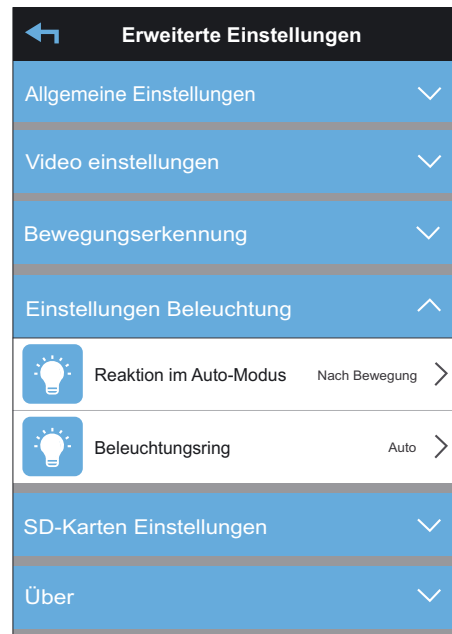 Erweiterte Einstellungen
Allgemeine Einstellungen
Video einstellungen
Bewegungserkennung
Einstellungen Beleuchtung
Reaktion im Auto-Modus Nach Bewegung
Beleuchtungsring Auto
SD-Karten Einstellungen
Über